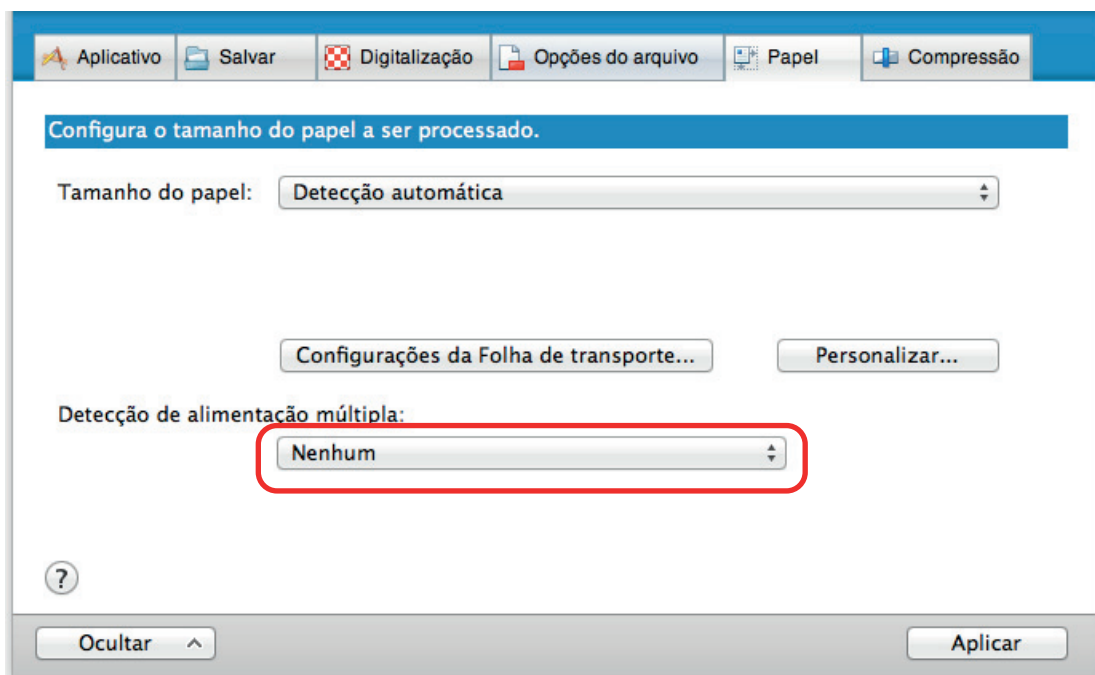 Aplicativo Salvar Digitalização Opções do arquivo Papel Compressão
Configura o tamanho do papel a ser processado.
Tamanho do papel: Detecção automática
Configurações da Folha de transporte... Personalizar...
Detecção de alimentação múltipla:
Nenhum
?
Ocultar Aplicar